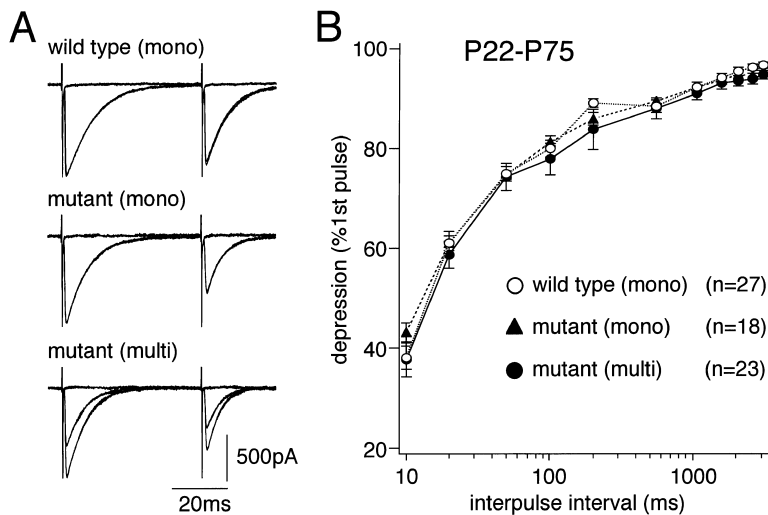 A
wild type (mono)
mutant (mono)
mutant (multi)
500pA
20ms
B
P22-P75
depression (%1st pulse)
100
80
60
40
20
wild type (mono) (n=27)
mutant (mono) (n=18)
mutant (multi) (n=23)
10 100 1000
interpulse interval (ms)